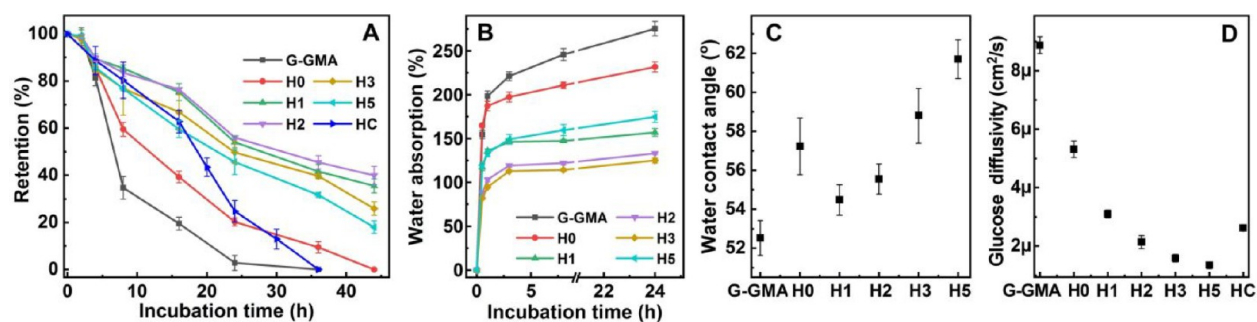 A
Retention (%)
100
80
60
40
20
0
G-GMA
H0
H1
H2
H3
H5
HC
0 10 20 30 40
Incubation time (h)
B
Water absorption (%)
250
200
150
100
50
0
G-GMA
H0
H1
H2
H3
H5
0 5 22 24
Incubation time (h)
C
Water contact angle (º)
62
60
58
56
54
52
G-GMA H0 H1 H2 H3 H5
D
Glucose diffusivity (cm²/s)
8µ
6µ
4µ
2µ
G-GMA H0 H1 H2 H3 H5 HC